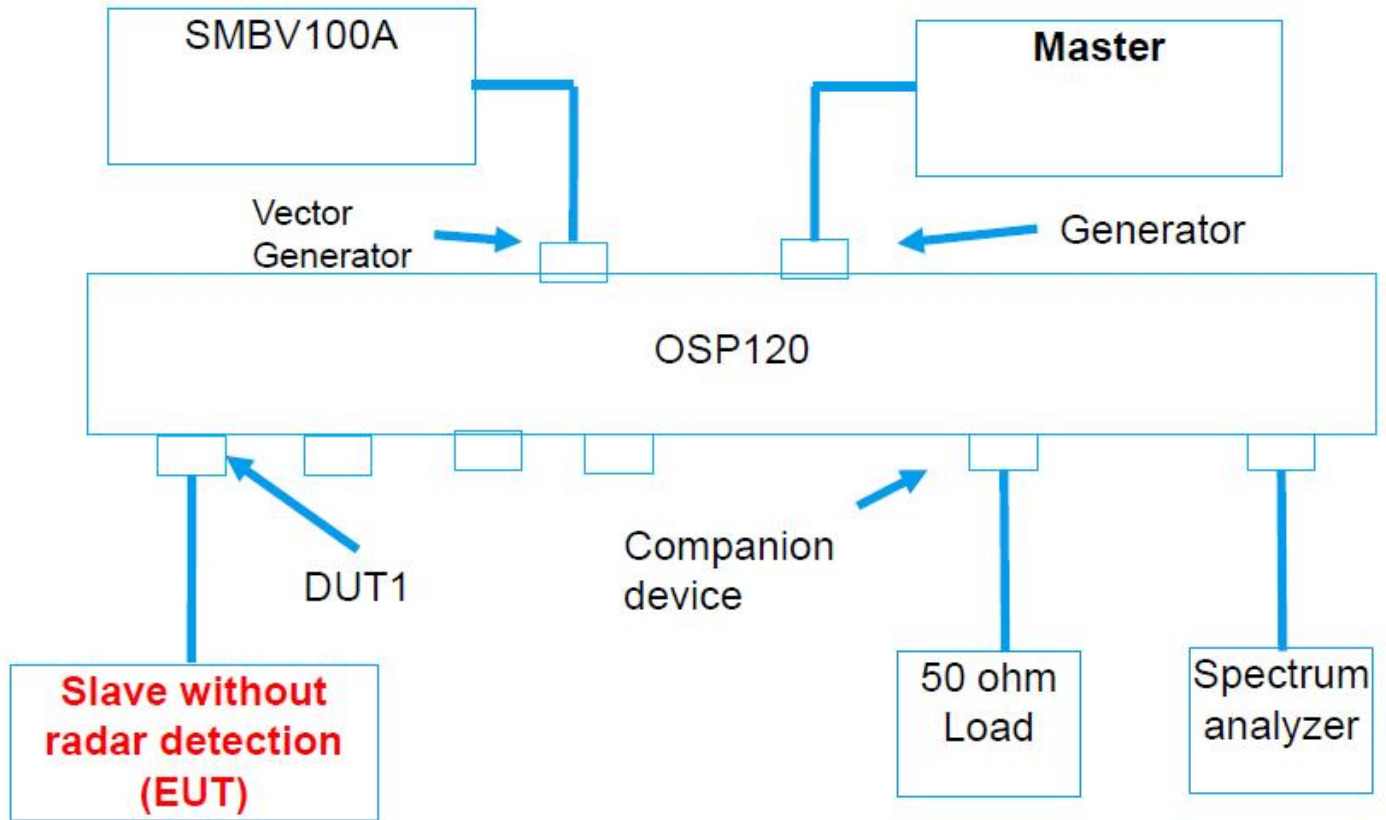 SMBV100A
Master
Vector
Generator
Generator
OSP120
DUT1
Companion
device
Slave without
radar detection
(EUT)
50 ohm
Load
Spectrum
analyzer